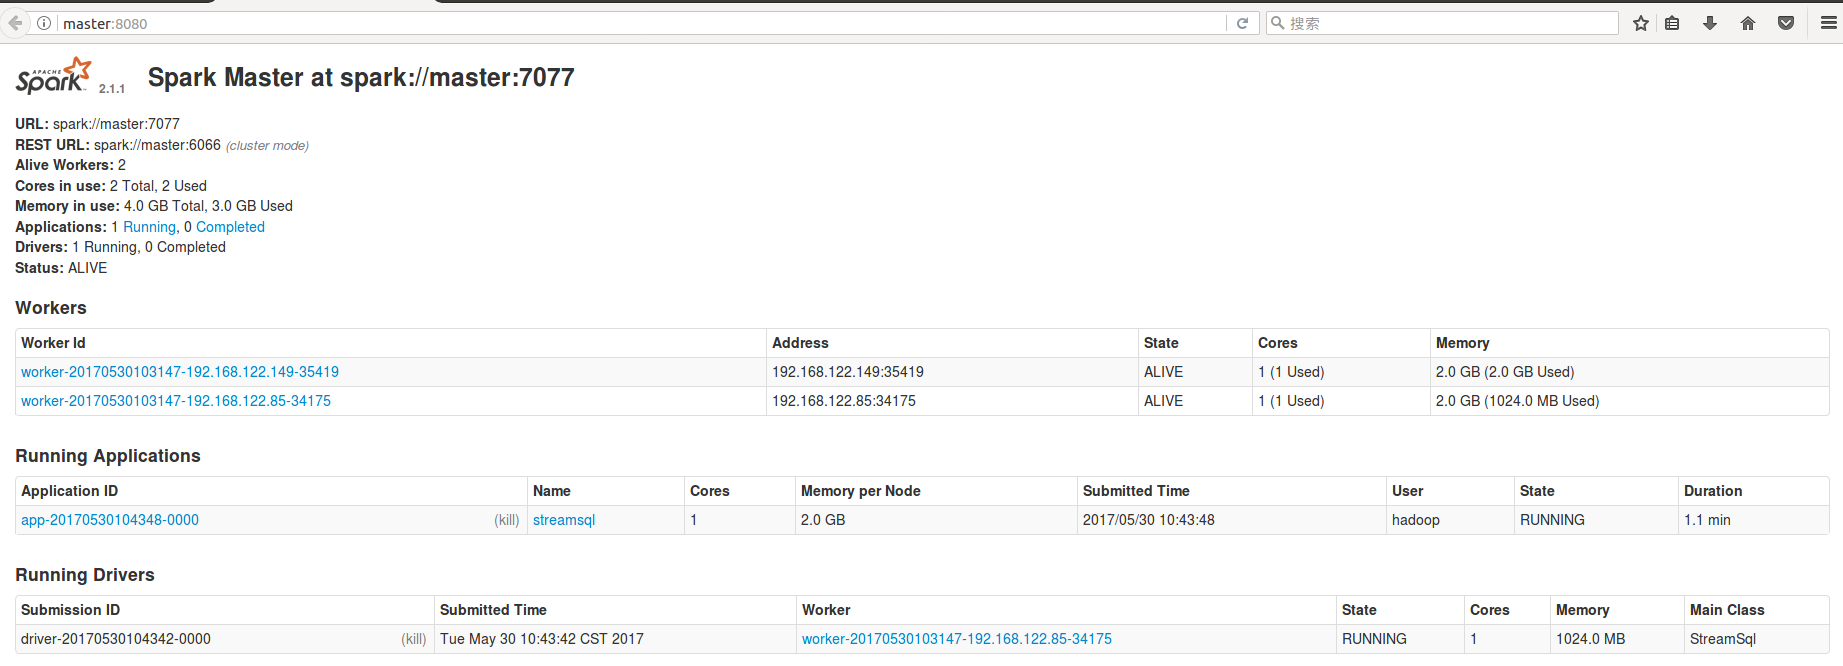 master:8080
搜索
APACHE Spark 2.1.1 Spark Master at spark://master:7077
URL: spark://master:7077
REST URL: spark://master:6066 (cluster mode)
Alive Workers: 2
Cores in use: 2 Total, 2 Used
Memory in use: 4.0 GB Total, 3.0 GB Used
Applications: 1 Running, 0 Completed
Drivers: 1 Running, 0 Completed
Status: ALIVE
Workers
Worker Id Address State Cores Memory
worker-20170530103147-192.168.122.149-35419 192.168.122.149:35419 ALIVE 1 (1 Used) 2.0 GB (2.0 GB Used)
worker-20170530103147-192.168.122.85-34175 192.168.122.85:34175 ALIVE 1 (1 Used) 2.0 GB (1024.0 MB Used)
Running Applications
Application ID Name Cores Memory per Node Submitted Time User State Duration
app-20170530104348-0000 (kill) streamsql 1 2.0 GB 2017/05/30 10:43:48 hadoop RUNNING 1.1 min
Running Drivers
Submission ID Submitted Time Worker State Cores Memory Main Class
driver-20170530104342-0000 (kill) Tue May 30 10:43:42 CST 2017 worker-20170530103147-192.168.122.85-34175 RUNNING 1 1024.0 MB StreamSql